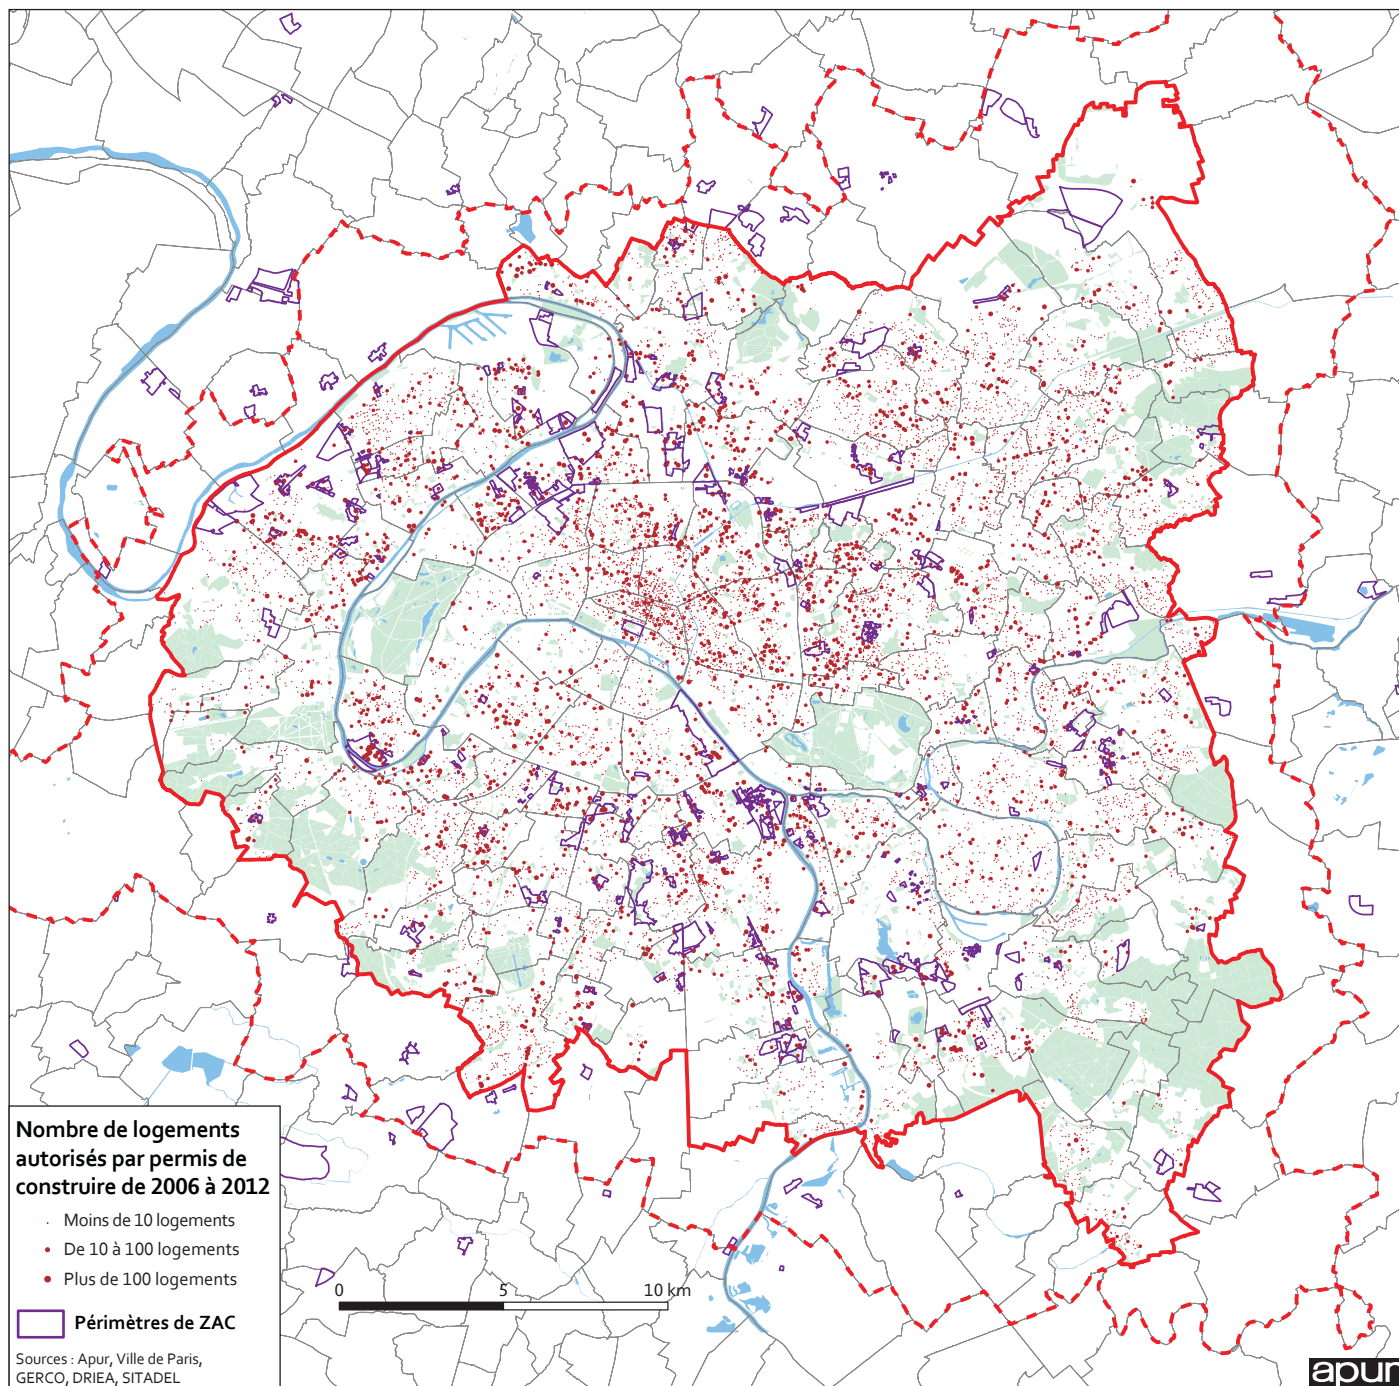 Nombre de logements
autorisés par permis de
construire de 2006 à 2012
Moins de 10 logements
De 10 à 100 logements
Plus de 100 logements
Périmètres de ZAC
Sources : Apur, Ville de Paris,
GERCO, DRIEA, SITADEL
0 5 10 km
apur